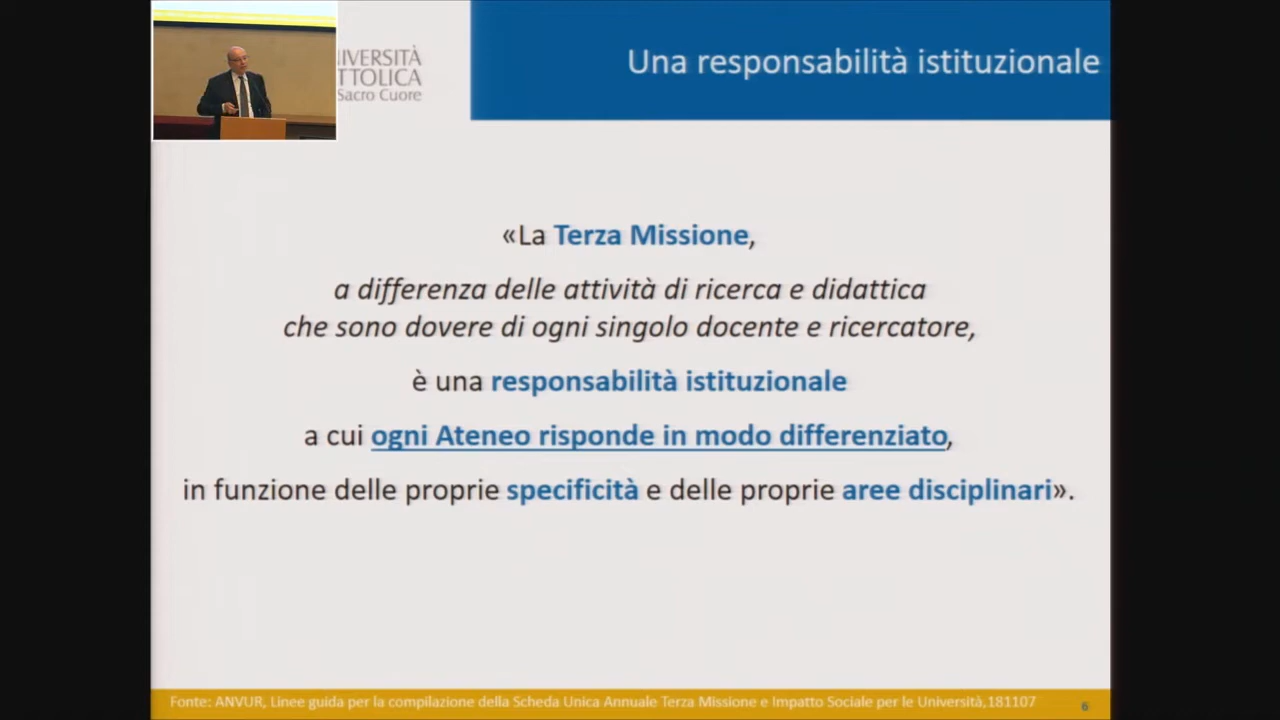 UNIVERSITÀ
CATTOLICA
Sacro Cuore
Una responsabilità istituzionale
«La Terza Missione,
a differenza delle attività di ricerca e didattica
che sono dovere di ogni singolo docente e ricercatore,
è una responsabilità istituzionale
a cui ogni Ateneo risponde in modo differenziato,
in funzione delle proprie specificità e delle proprie aree disciplinari».
Fonte: ANVUR, Linee guida per la compilazione della Scheda Unica Annuale Terza Missione e Impatto Sociale per le Università,181107
6